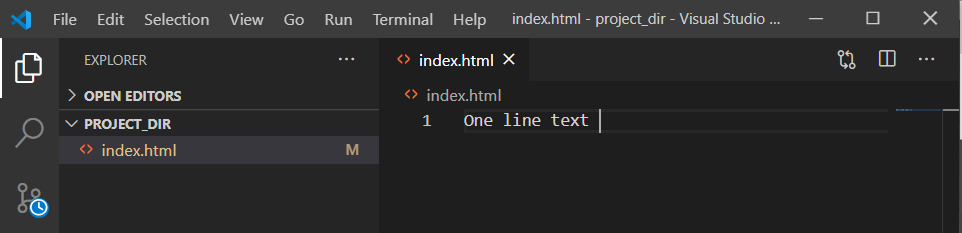 File Edit Selection View Go Run Terminal Help index.html - project_dir - Visual Studio ...
EXPLORER
index.html
OPEN EDITORS
index.html
PROJECT_DIR
1 One line text
index.html M